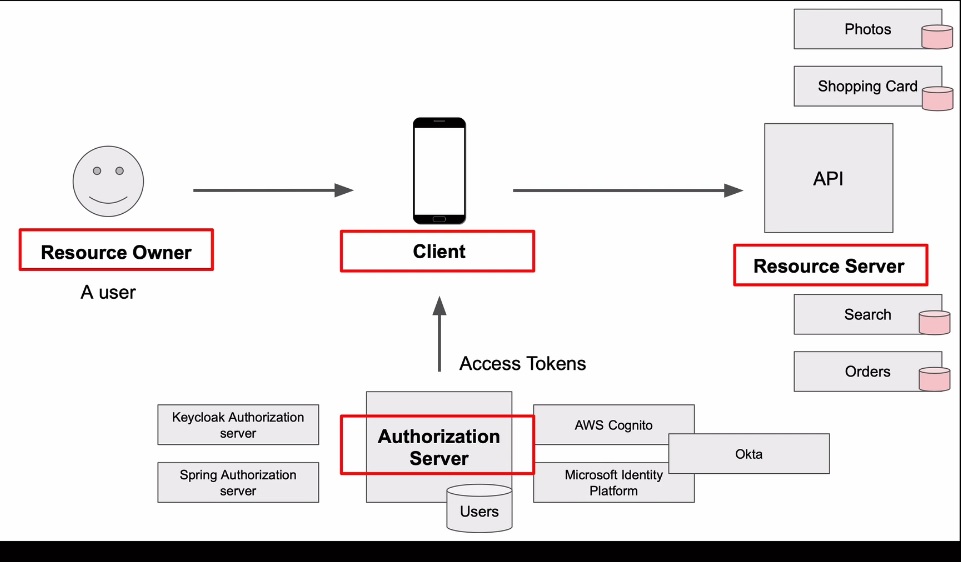 Photos
Shopping Card
API
Resource Owner
Client
Resource Server
A user
Search
Access Tokens
Orders
Keycloak Authorization
server
Authorization
Server
AWS Cognito
Okta
Spring Authorization
server
Microsoft Identity
Platform
Users